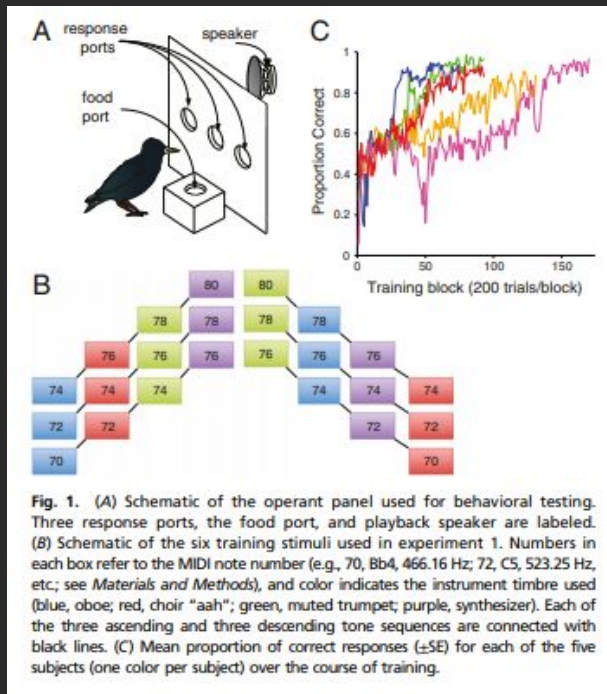 A
response
ports
speaker
food
port
C
Proportion Correct
1
0.8
0.6
0.4
0.2
0
0 50 100 150
Training block (200 trials/block)
B
80 80
78 78 78 78
76 76 76 76 76 76
74 74 74 74 74 74
72 72 72 72
70 70
Fig. 1. (A) Schematic of the operant panel used for behavioral testing.
Three response ports, the food port, and playback speaker are labeled.
(B) Schematic of the six training stimuli used in experiment 1. Numbers in
each box refer to the MIDI note number (e.g., 70, Bb4, 466.16 Hz; 72, C5, 523.25 Hz,
etc.; see Materials and Methods), and color indicates the instrument timbre used
(blue, oboe; red, choir "aah"; green, muted trumpet; purple, synthesizer). Each of
the three ascending and three descending tone sequences are connected with
black lines. (C) Mean proportion of correct responses (±SE) for each of the five
subjects (one color per subject) over the course of training.